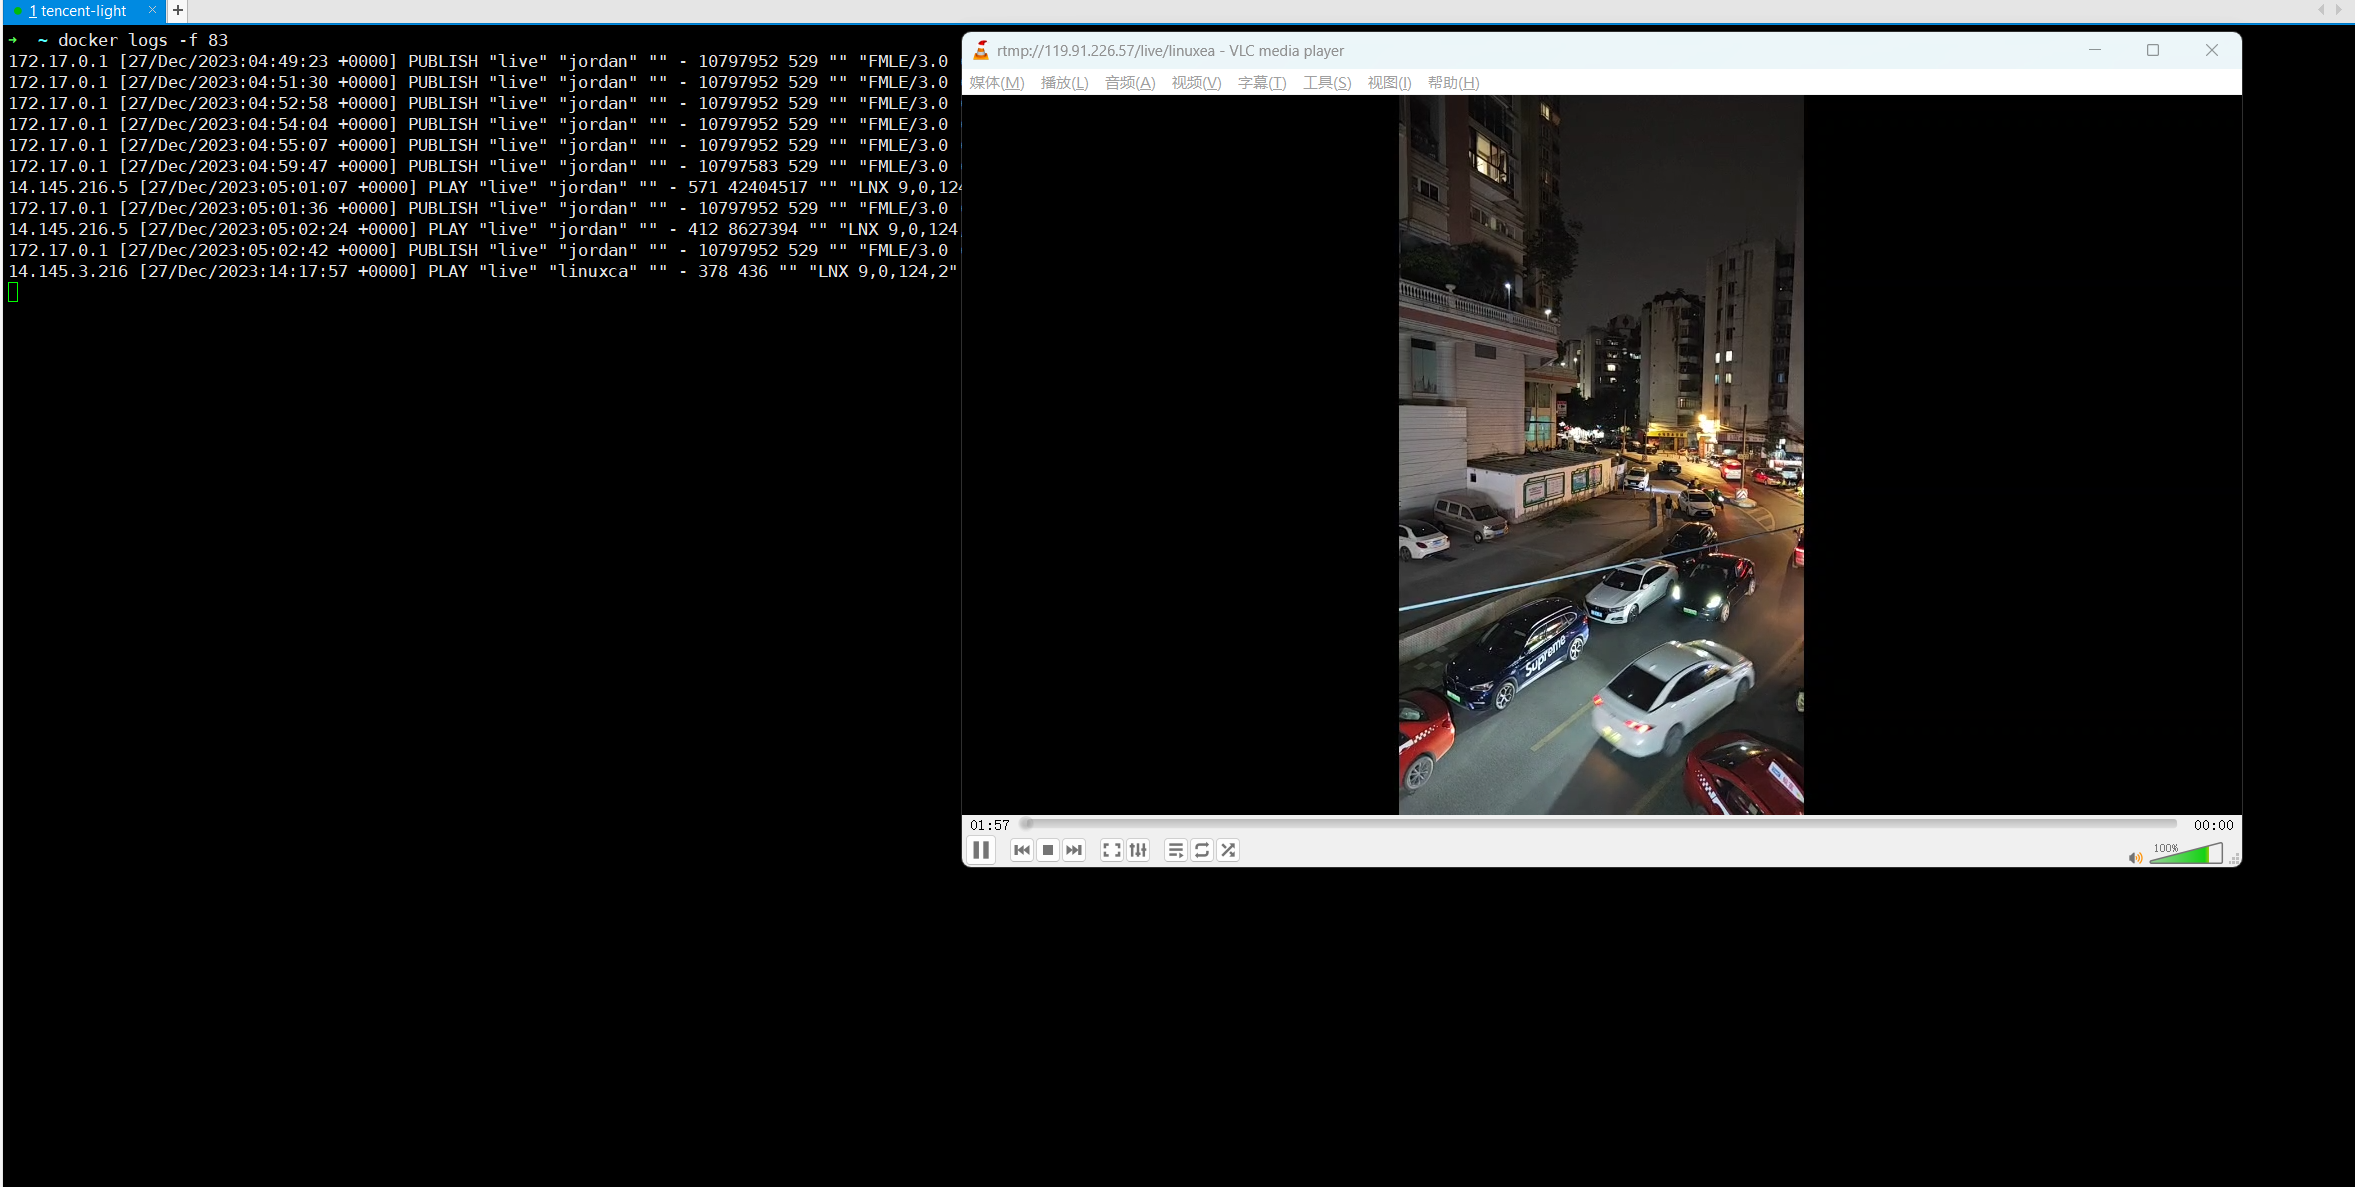 1 tencent-light
→ ~ docker logs -f 83
172.17.0.1 [27/Dec/2023:04:49:23 +0000] PUBLISH "live" "jordan" "" - 10797952 529 "" "FMLE/3.0
172.17.0.1 [27/Dec/2023:04:51:30 +0000] PUBLISH "live" "jordan" "" - 10797952 529 "" "FMLE/3.0
172.17.0.1 [27/Dec/2023:04:52:58 +0000] PUBLISH "live" "jordan" "" - 10797952 529 "" "FMLE/3.0
172.17.0.1 [27/Dec/2023:04:54:04 +0000] PUBLISH "live" "jordan" "" - 10797952 529 "" "FMLE/3.0
172.17.0.1 [27/Dec/2023:04:55:07 +0000] PUBLISH "live" "jordan" "" - 10797952 529 "" "FMLE/3.0
172.17.0.1 [27/Dec/2023:04:59:47 +0000] PUBLISH "live" "jordan" "" - 10797583 529 "" "FMLE/3.0
14.145.216.5 [27/Dec/2023:05:01:07 +0000] PLAY "live" "jordan" "" - 571 42404517 "" "LNX 9,0,124
172.17.0.1 [27/Dec/2023:05:01:36 +0000] PUBLISH "live" "jordan" "" - 10797952 529 "" "FMLE/3.0
14.145.216.5 [27/Dec/2023:05:02:24 +0000] PLAY "live" "jordan" "" - 412 8627394 "" "LNX 9,0,124,
172.17.0.1 [27/Dec/2023:05:02:42 +0000] PUBLISH "live" "jordan" "" - 10797952 529 "" "FMLE/3.0
14.145.3.216 [27/Dec/2023:14:17:57 +0000] PLAY "live" "linuxca" "" - 378 436 "" "LNX 9,0,124,2"
rtmp://119.91.226.57/live/linuxea - VLC media player
媒体(M) 播放(L) 音频(A) 视频(V) 字幕(T) 工具(S) 视图(I) 帮助(H)
Supreme
01:57
00:00
100%